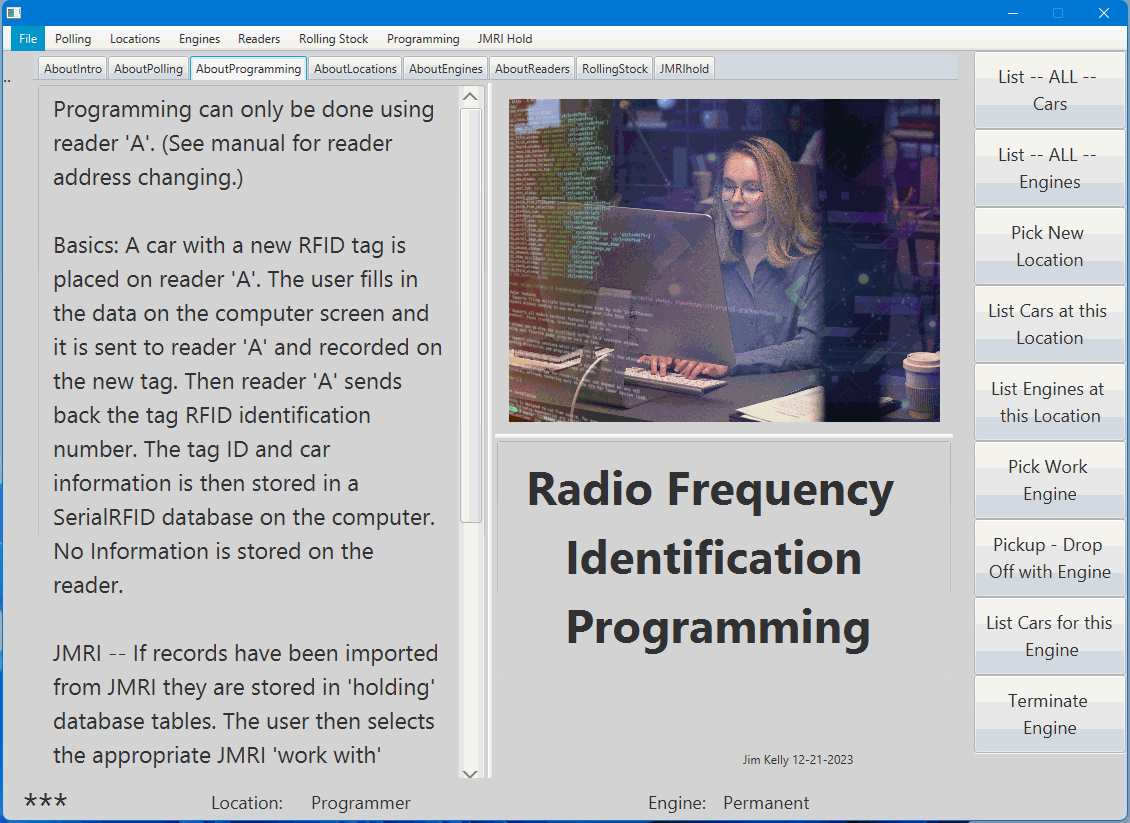 File Polling Locations Engines Readers Rolling Stock Programming JMRI Hold
AboutIntro AboutPolling AboutProgramming AboutLocations AboutEngines AboutReaders RollingStock JMRIhold
..
Programming can only be done using
reader 'A'. (See manual for reader
address changing.)
Basics: A car with a new RFID tag is
placed on reader 'A'. The user fills in
the data on the computer screen and
it is sent to reader 'A' and recorded on
the new tag. Then reader 'A' sends
back the tag RFID identification
number. The tag ID and car
information is then stored in a
SerialRFID database on the computer.
No Information is stored on the
reader.
JMRI -- If records have been imported
from JMRI they are stored in 'holding'
database tables. The user then selects
the appropriate JMRI 'work with'
Radio Frequency
Identification
Programming
Jim Kelly 12-21-2023
List -- ALL --
Cars
List -- ALL --
Engines
Pick New
Location
List Cars at this
Location
List Engines at
this Location
Pick Work
Engine
Pickup - Drop
Off with Engine
List Cars for this
Engine
Terminate
Engine
*** Location: Programmer Engine: Permanent